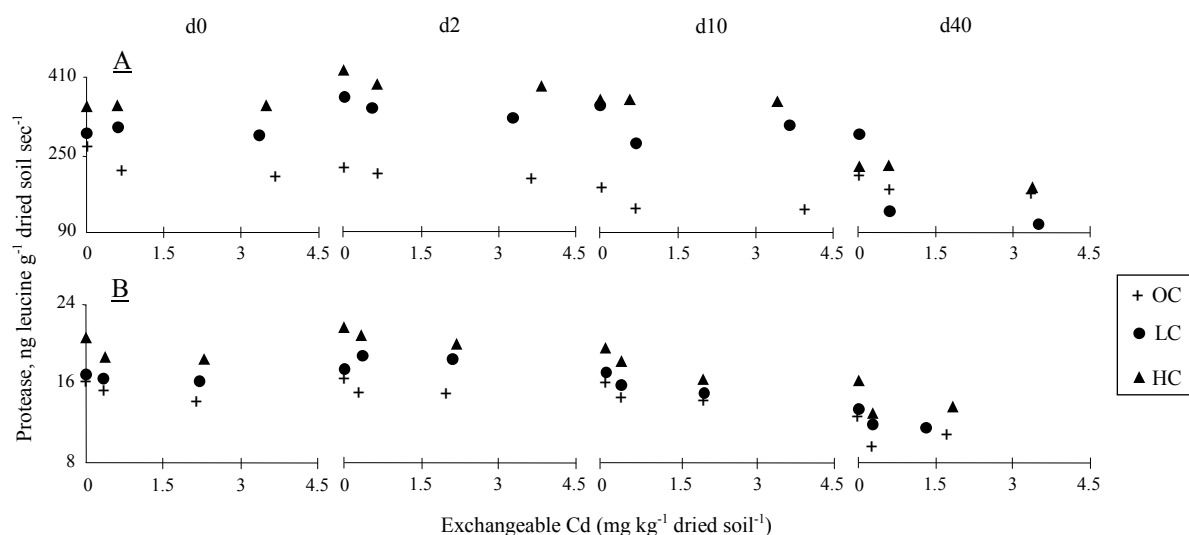 d0 d2 d10 d40
A
410
250
90
0 1.5 3 4.5 0 1.5 3 4.5 0 1.5 3 4.5 0 1.5 3 4.5
B
24
16
8
0 1.5 3 4.5 0 1.5 3 4.5 0 1.5 3 4.5 0 1.5 3 4.5
Protease, ng leucine g-1 dried soil sec-1
Exchangeable Cd (mg kg-1 dried soil-1)
OC
LC
HC